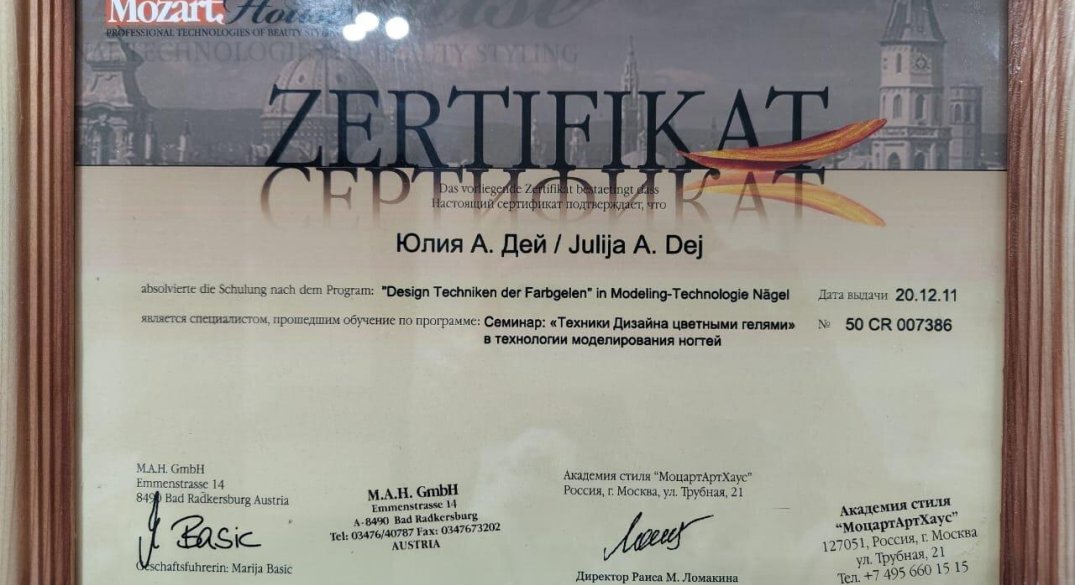 Mozart House
PROFESSIONAL TECHNOLOGIES OF BEAUTY STYLING
TECHNOLOGIES OF BEAUTY STYLING
ZERTIFIKAT
СЕРТИФИКАТ
Das vorliegende Zertifikat bestaetingt dass
Настоящий сертификат подтверждает, что
Юлия А. Дей / Julija A. Dej
absolvierte die Schulung nach dem Program: "Design Techniken der Farbgelen" in Modeling-Technologie Nägel
Дата выдачи 20.12.11
является специалистом, прошедшим обучение по программе: Семинар: «Техники Дизайна цветными гелями»
в технологии моделирования ногтей
№ 50 CR 007386
M.A.H. GmbH
Emmenstrasse 14
8490 Bad Radkersburg Austria
Basic
Geschaftsfuhrerin: Marija Basic
M.A.H. GmbH
Emmenstrasse 14
A-8490 Bad Radkersburg
Tel: 03476/40787 Fax: 0347673202
AUSTRIA
Академия стиля "МоцартАртХаус"
Россия, г. Москва, ул. Трубная, 21
Директор Раиса М. Ломакина
Академия стиля
"МоцартАртХаус"
127051, Россия, г. Москва
ул. Трубная, 21
Тел. +7 495 660 15 15